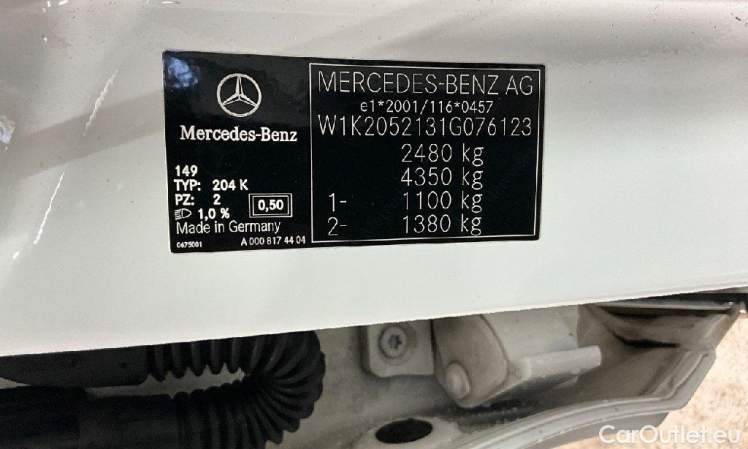 Mercedes-Benz
149
TYP: 204 K
PZ: 2
1,0 %
0,50
Made in Germany
0475001
A 000 817 44 04
MERCEDES-BENZ AG
e1*2001/116*0457
W1K2052131G076123
2480 kg
4350 kg
1- 1100 kg
2- 1380 kg
CarOutlet.eu